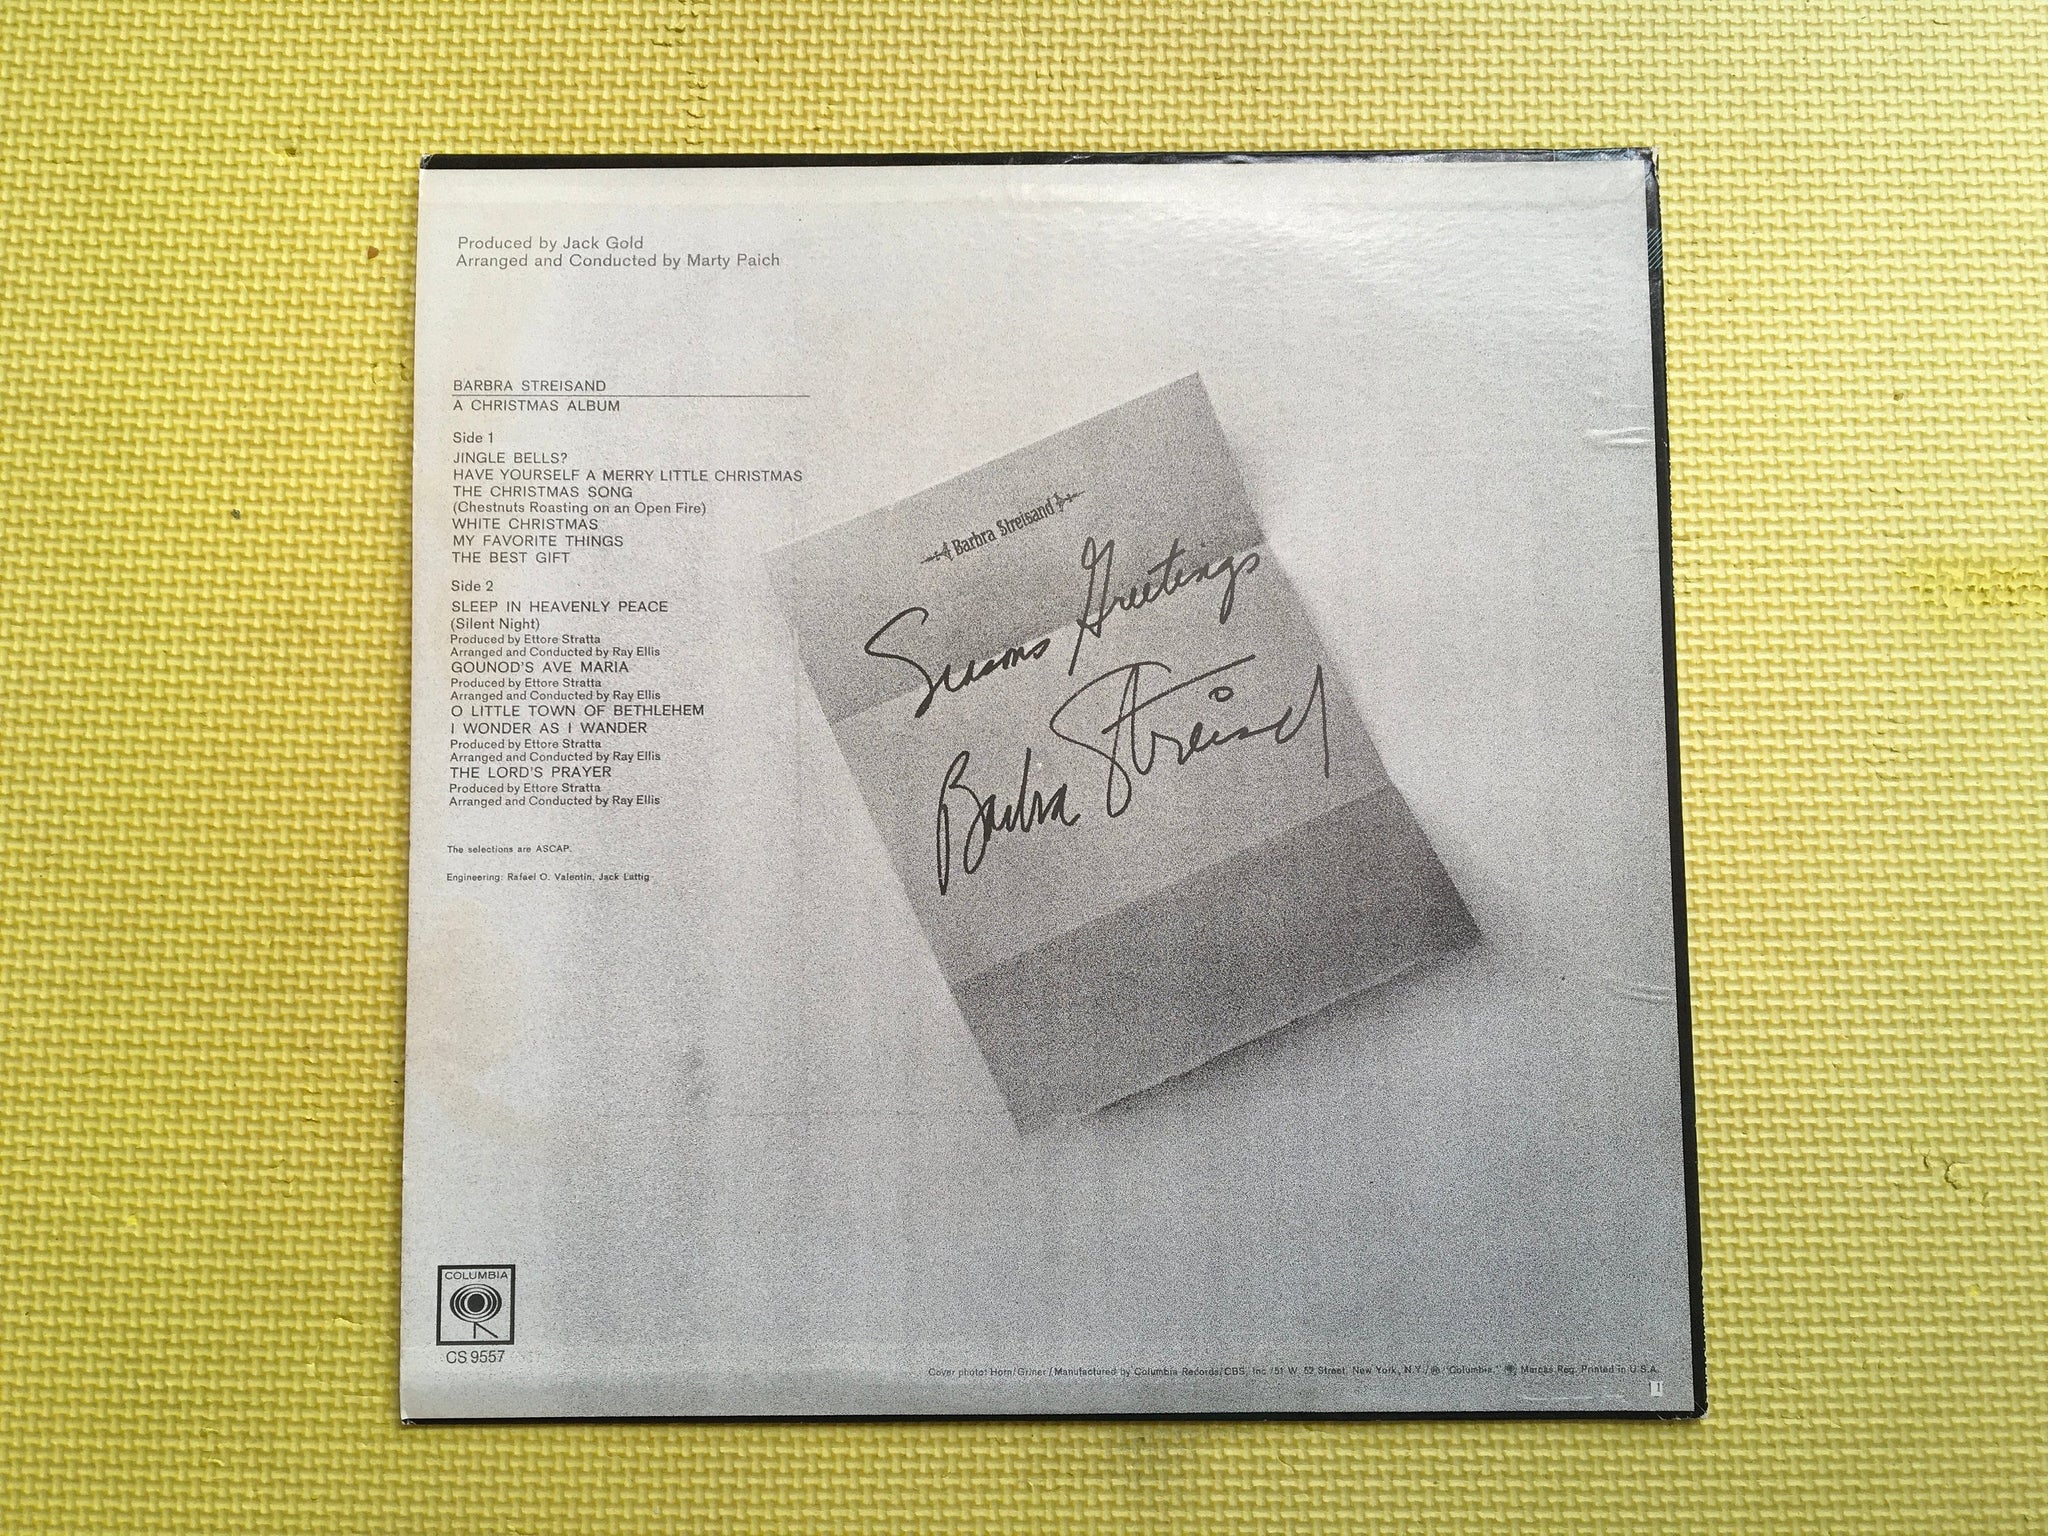 Produced by Jack Gold
Arranged and Conducted by Marty Paich
BARBRA STREISAND
A CHRISTMAS ALBUM
Side 1
JINGLE BELLS?
HAVE YOURSELF A MERRY LITTLE CHRISTMAS
THE CHRISTMAS SONG
(Chestnuts Roasting on an Open Fire)
WHITE CHRISTMAS
MY FAVORITE THINGS
THE BEST GIFT
Side 2
SLEEP IN HEAVENLY PEACE
(Silent Night)
Produced by Ettore Stratta
Arranged and Conducted by Ray Ellis
GOUNOD'S AVE MARIA
Produced by Ettore Stratta
Arranged and Conducted by Ray Ellis
O LITTLE TOWN OF BETHLEHEM
I WONDER AS I WANDER
Produced by Ettore Stratta
Arranged and Conducted by Ray Ellis
THE LORD'S PRAYER
Produced by Ettore Stratta
Arranged and Conducted by Ray Ellis
The selections are ASCAP.
Engineering: Rafael O. Valentin, Jack Lattig
Barbra Streisand
Seasons Greetings
Barbra Streisand
COLUMBIA
CS 9557
Cover photo: Horn/Griner/Manufactured by Columbia Records/CBS, Inc./51 W. 52 Street, New York, N.Y./® "Columbia," Marcas Reg. Printed in U.S.A.
1